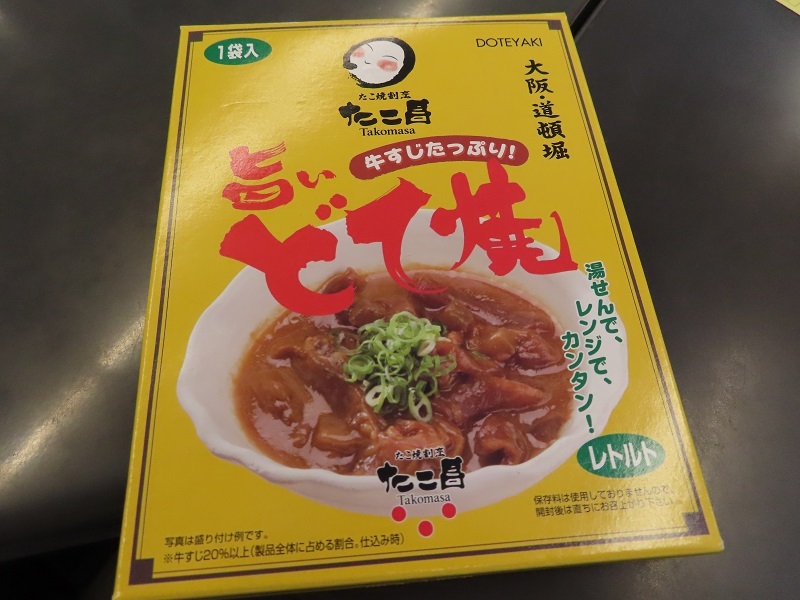 1袋入
DOTEYAKI
大阪・道頓堀
たこ焼割烹
たこ昌
Takomasa
牛すじたっぷり!
旨い
どて焼
湯せんで、
レンジで、
カンタン!
レトルト
たこ焼割烹
たこ昌
Takomasa
保存料は使用しておりませんので、
開封後は直ちにお召上がり下さい。
写真は盛り付け例です。
※牛すじ20%以上(製品全体に占める割合。仕込み時)